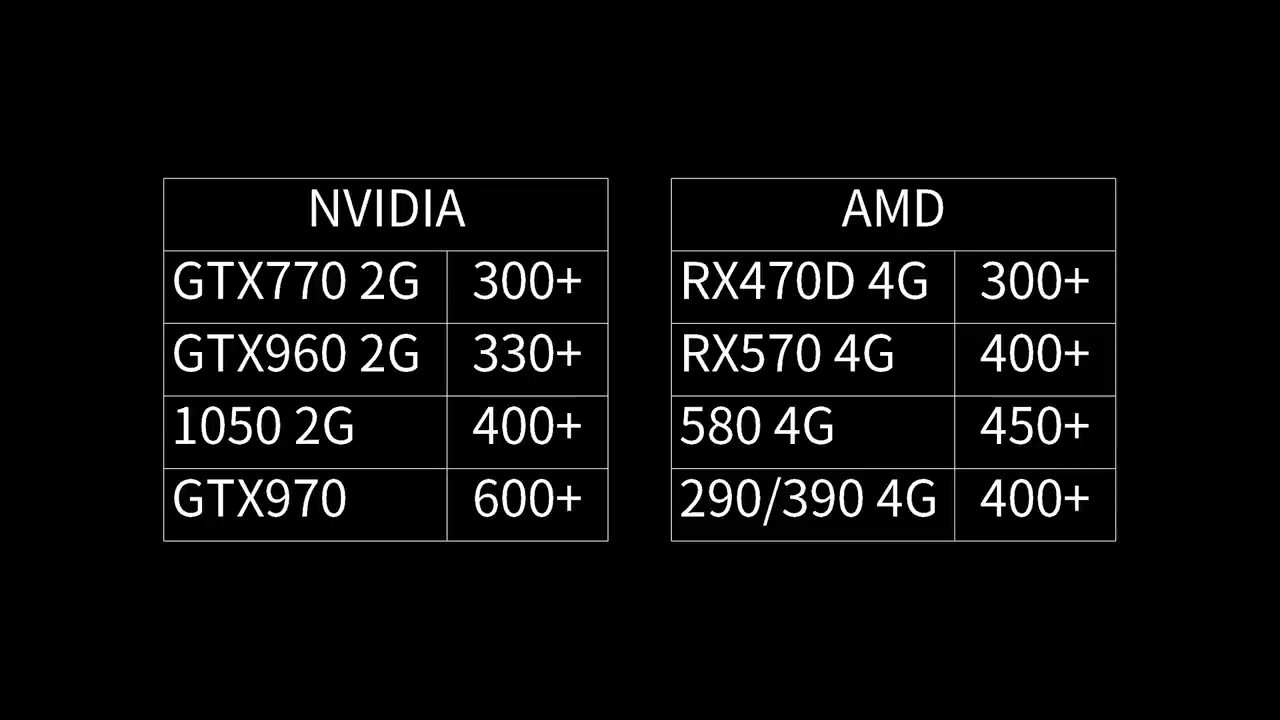 NVIDIA
GTX770 2G 300+
GTX960 2G 330+
1050 2G 400+
GTX970 600+
AMD
RX470D 4G 300+
RX570 4G 400+
580 4G 450+
290/390 4G 400+